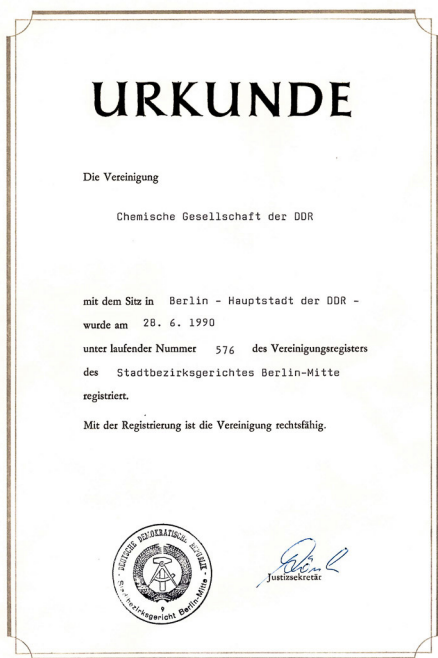 URKUNDE
Die Vereinigung
Chemische Gesellschaft der DDR
mit dem Sitz in Berlin - Hauptstadt der DDR -
wurde am 28. 6. 1990
unter laufender Nummer 576 des Vereinigungsregisters
des Stadtbezirksgerichtes Berlin-Mitte
registriert.
Mit der Registrierung ist die Vereinigung rechtsfähig.
· DEUTSCHE DEMOKRATISCHE REPUBLIK ·
Stadtbezirksgericht Berlin-Mitte
9
Justizsekretär